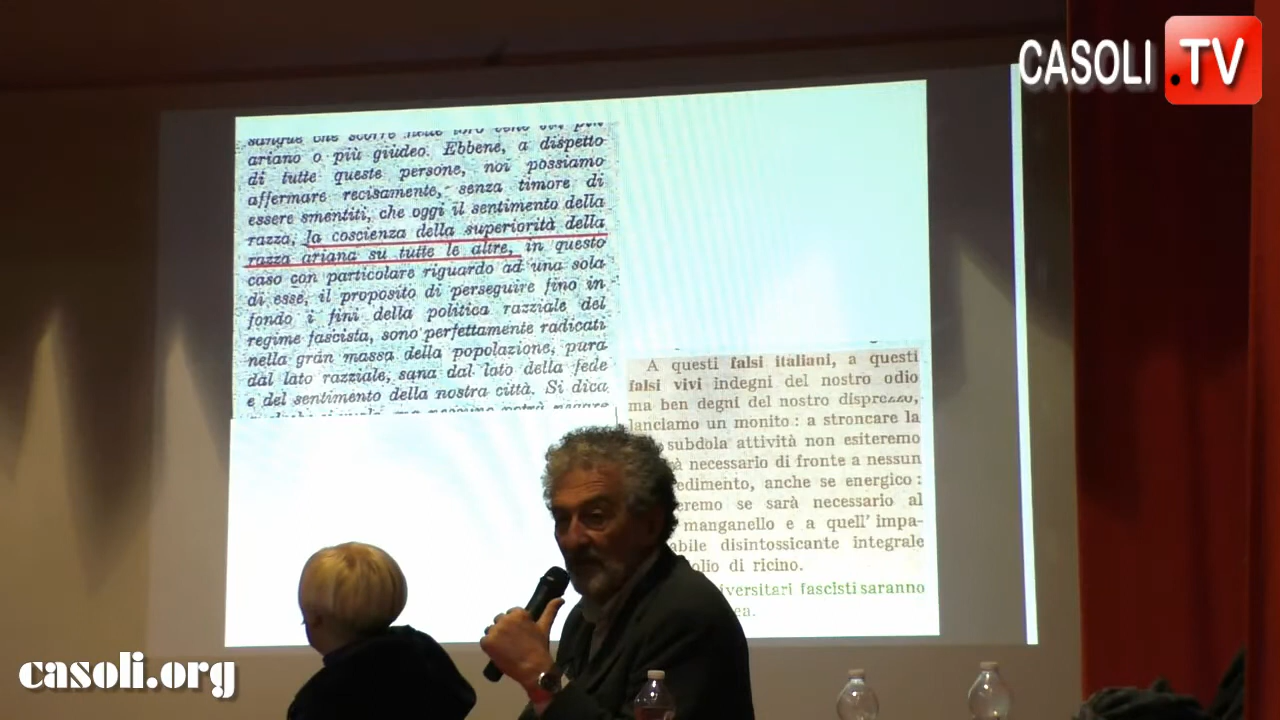 CASOLI .TV
ariano o più giudeo. Ebbene, a dispetto
di tutte queste persone, noi possiamo
affermare recisamente, senza timore di
essere smentiti, che oggi il sentimento della
razza, la coscienza della superiorità della
razza ariana su tutte le altre, in questo
caso con particolare riguardo ad una sola
di esse, il proposito di perseguire fino in
fondo i fini della politica razziale del
regime fascista, sono perfettamente radicati
nella gran massa della popolazione, pura
dal lato razziale, sana dal lato della fede
e del sentimento della nostra città. Si dica
A questi falsi italiani, a questi
falsi vivi indegni del nostro odio
ma ben degni del nostro disprezzo,
lanciamo un monito: a stroncare la
subdola attività non esiteremo
necessario di fronte a nessun
edimento, anche se energico:
eremo se sarà necessario al
manganello e a quell'impa-
abile disintossicante integrale
olio di ricino.
iversitari fascisti saranno
ea.
casoli.org